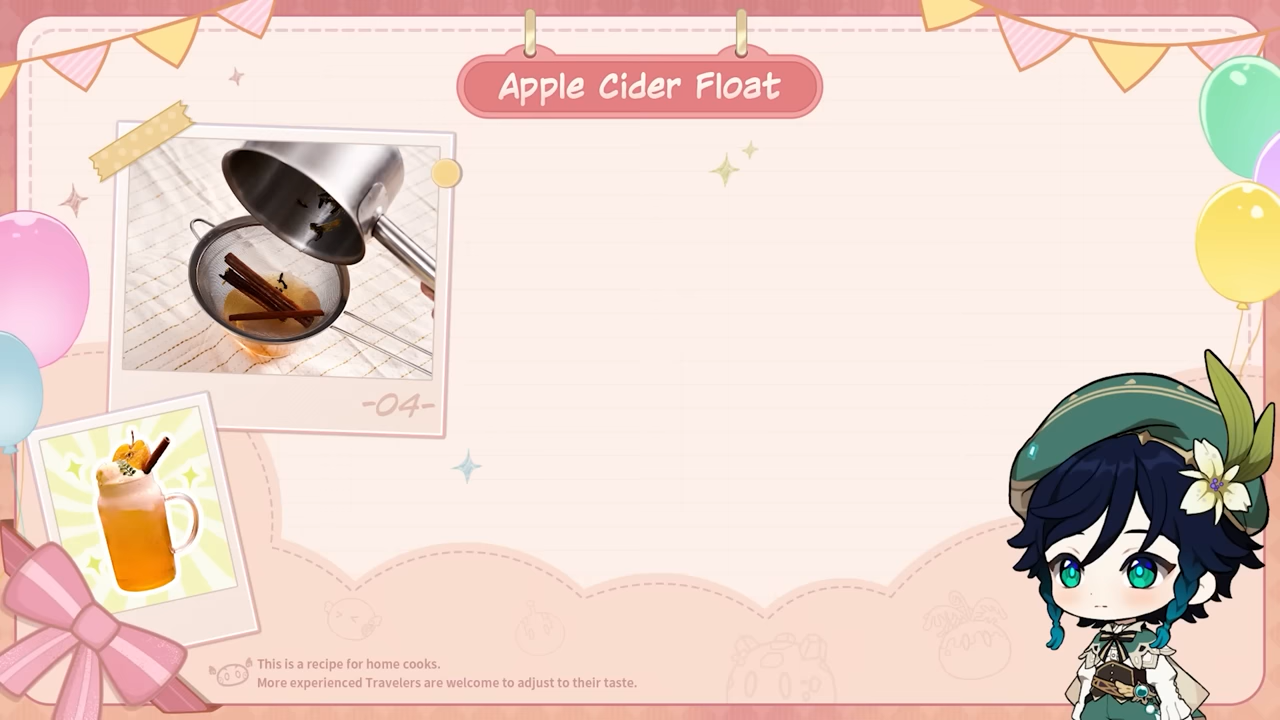 Apple Cider Float
-04-
This is a recipe for home cooks.
More experienced Travelers are welcome to adjust to their taste.